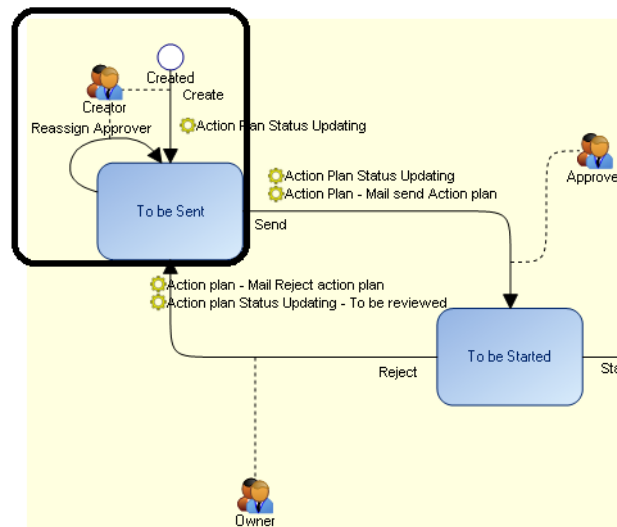 Created
Create
Creator
Reassign Approver
Action Plan Status Updating
To be Sent
Action Plan Status Updating
Action Plan - Mail send Action plan
Send
Approve
Action plan - Mail Reject action plan
Action plan Status Updating - To be reviewed
To be Started
Reject
Sta
Owner